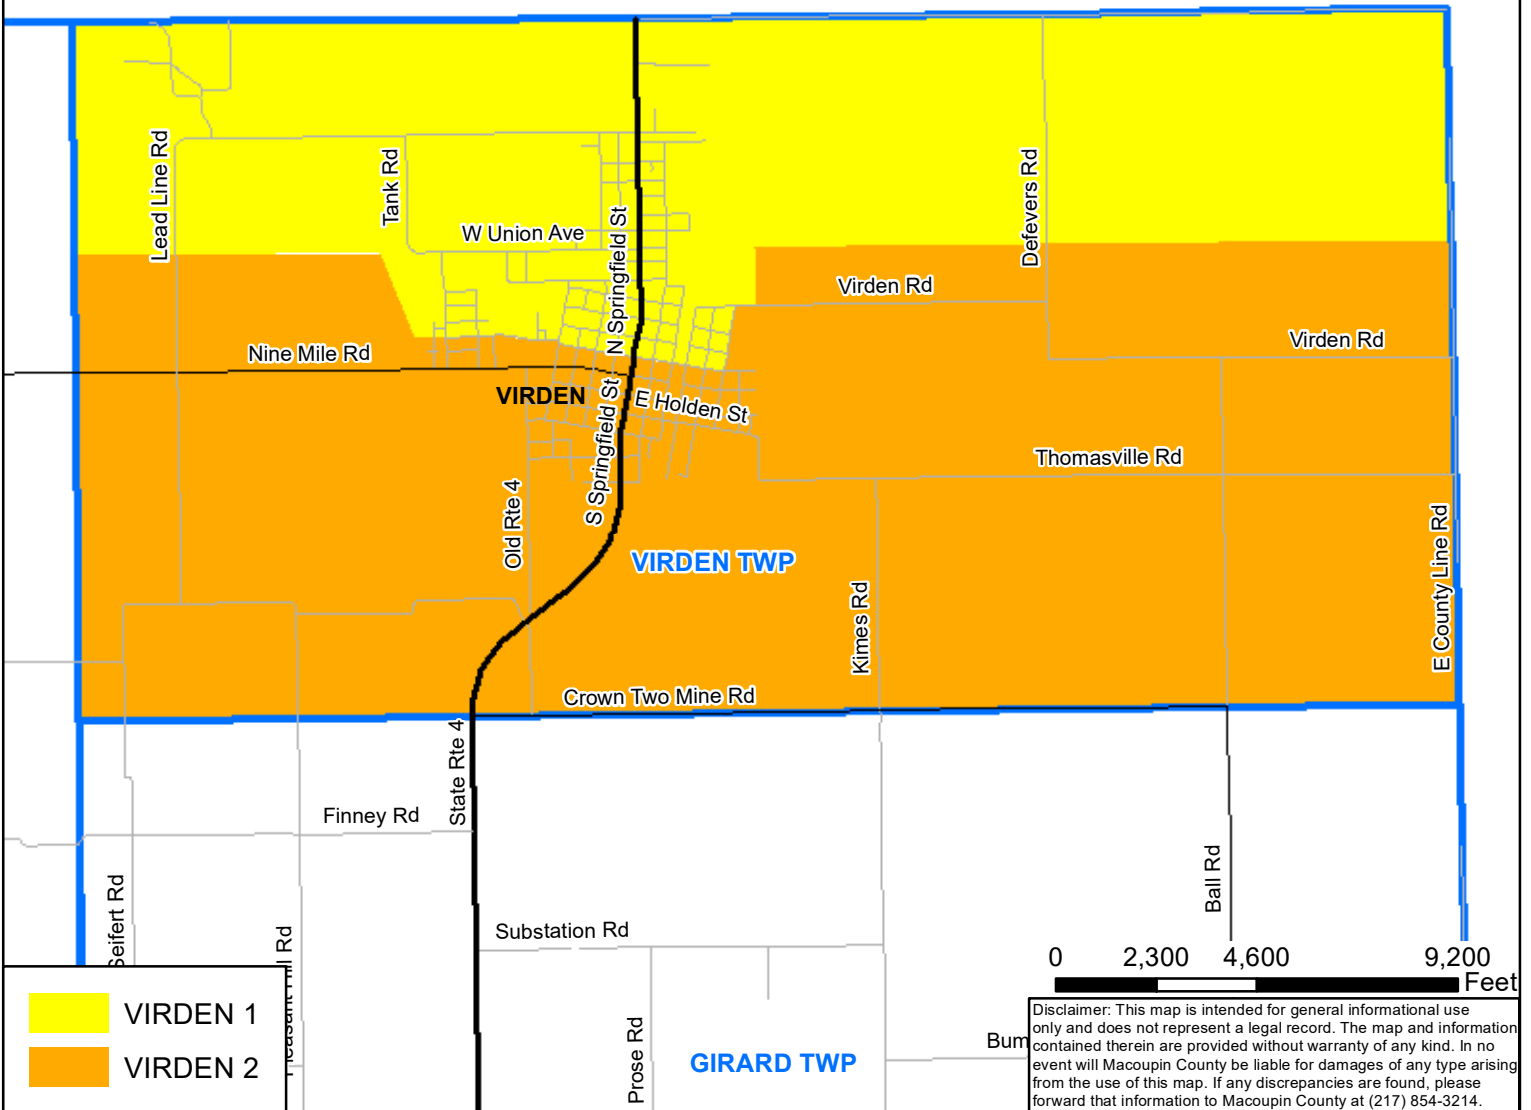 Lead Line Rd
Tank Rd
W Union Ave
N Springfield St
Defevers Rd
Virden Rd
Virden Rd
Nine Mile Rd
VIRDEN
E Holden St
S Springfield St
Old Rte 4
Thomasville Rd
VIRDEN TWP
Kimes Rd
E County Line Rd
Crown Two Mine Rd
State Rte 4
Finney Rd
Seifert Rd
Ball Rd
Substation Rd
Hill Rd
Prose Rd
GIRARD TWP
Bum
0 2,300 4,600 9,200
Feet
VIRDEN 1
VIRDEN 2
Disclaimer: This map is intended for general informational use
only and does not represent a legal record. The map and information
contained therein are provided without warranty of any kind. In no
event will Macoupin County be liable for damages of any type arising
from the use of this map. If any discrepancies are found, please
forward that information to Macoupin County at (217) 854-3214.